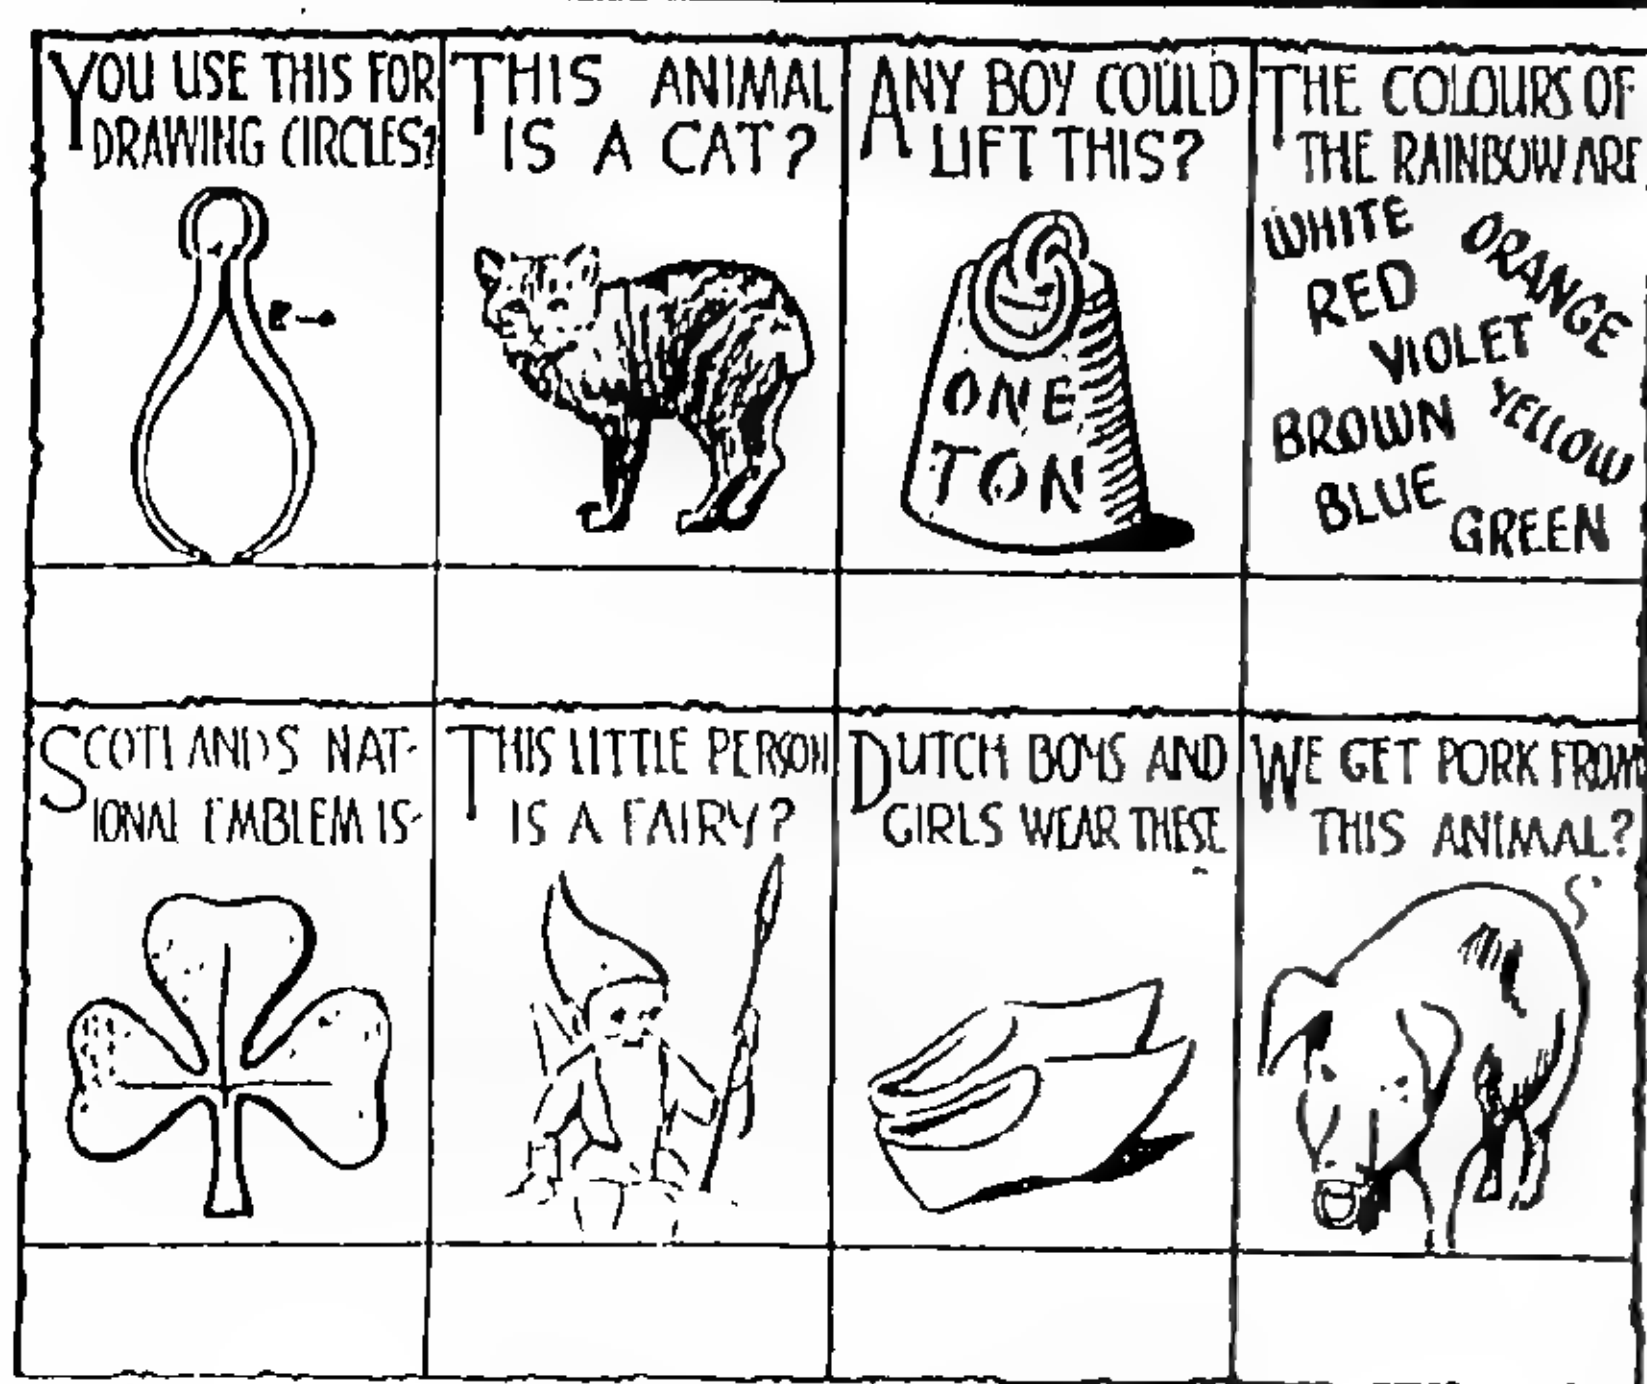 YOU USE THIS FOR
DRAWING CIRCLES?
THIS ANIMAL
IS A CAT?
ANY BOY COULD
LIFT THIS?
ONE
TON
THE COLOURS OF
THE RAINBOW ARE
WHITE
ORANGE
RED
VIOLET
YELLOW
BROWN
BLUE
GREEN
SCOTLANDS NAT-
IONAL EMBLEM IS-
THIS LITTLE PERSON
IS A FAIRY?
DUTCH BOYS AND
GIRLS WEAR THESE
WE GET PORK FROM
THIS ANIMAL?